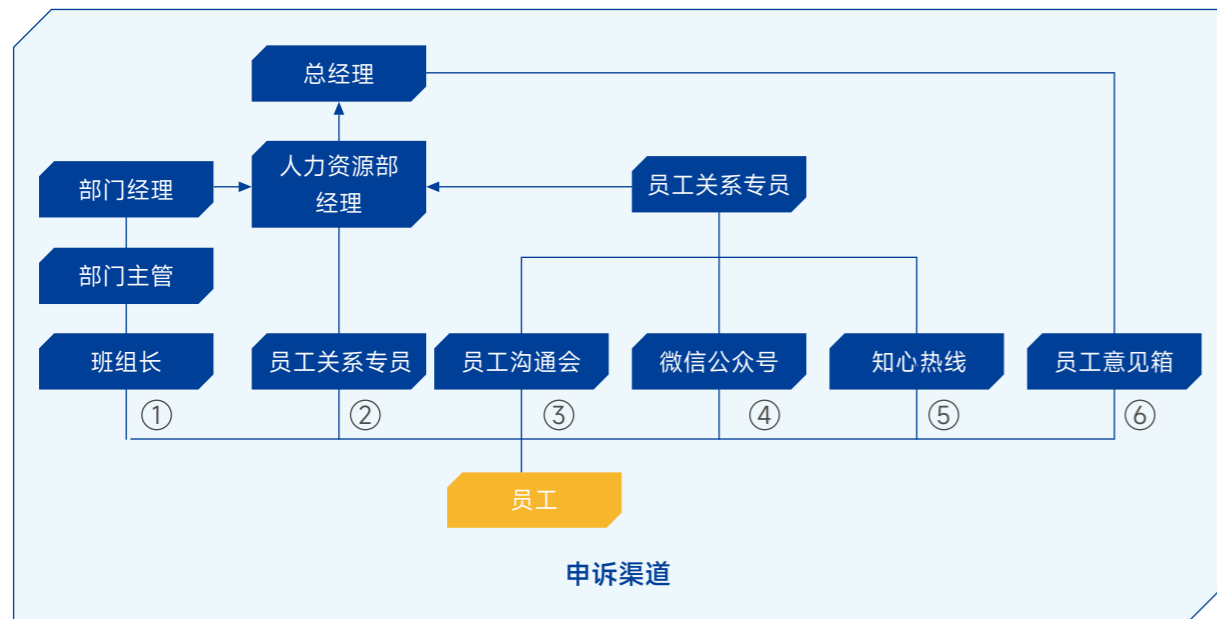 总经理
人力资源部
经理
部门经理
员工关系专员
部门主管
班组长
员工关系专员
员工沟通会
微信公众号
知心热线
员工意见箱
①
②
③
④
⑤
⑥
员工
申诉渠道